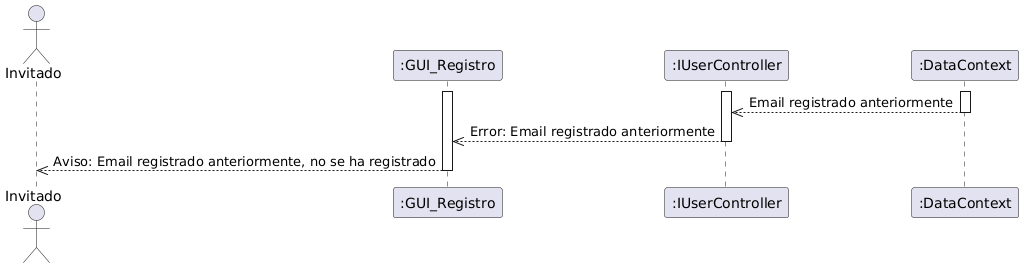 Invitado
:GUI_Registro
:IUserController
:DataContext
Email registrado anteriormente
Error: Email registrado anteriormente
Aviso: Email registrado anteriormente, no se ha registrado
Invitado
:GUI_Registro
:IUserController
:DataContext